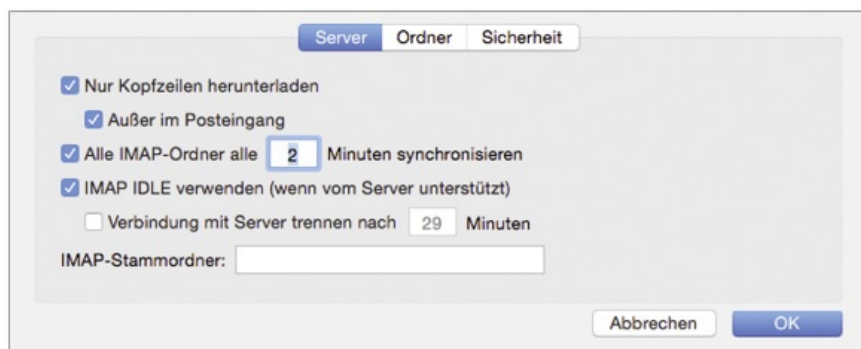 Server Ordner Sicherheit
Nur Kopfzeilen herunterladen
Außer im Posteingang
Alle IMAP-Ordner alle 2 Minuten synchronisieren
IMAP IDLE verwenden (wenn vom Server unterstützt)
Verbindung mit Server trennen nach 29 Minuten
IMAP-Stammordner:
Abbrechen OK